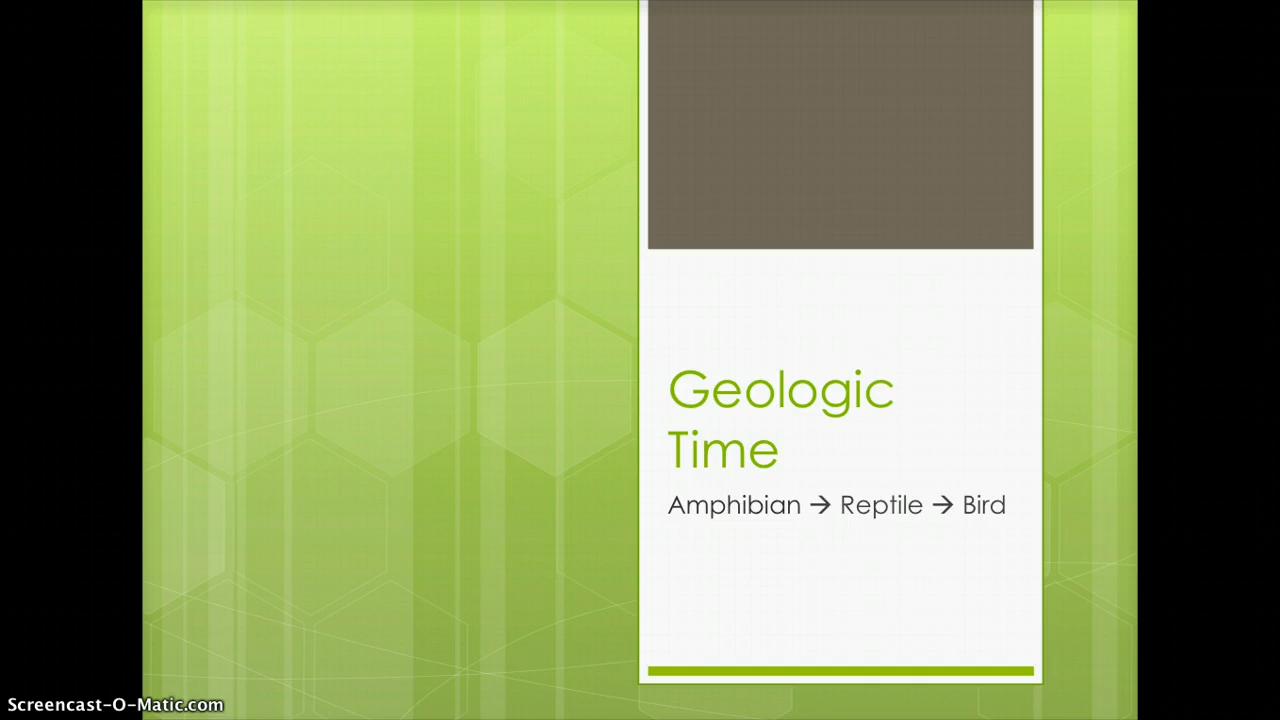 Geologic
Time
Amphibian → Reptile → Bird
Screencast-O-Matic.com